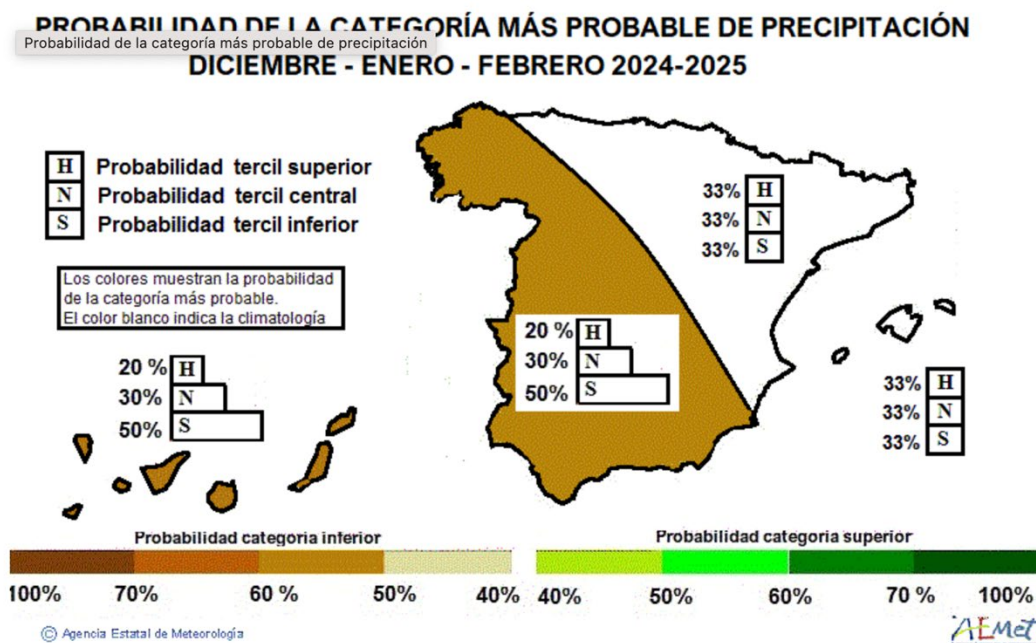 PROBABILIDAD DE LA CATEGORÍA MÁS PROBABLE DE PRECIPITACIÓN
Probabilidad de la categoría más probable de precipitación
DICIEMBRE - ENERO - FEBRERO 2024-2025
H Probabilidad tercil superior
N Probabilidad tercil central
S Probabilidad tercil inferior
Los colores muestran la probabilidad
de la categoría más probable.
El color blanco indica la climatología
33% H
33% N
33% S
20 % H
30% N
50% S
20 % H
30% N
50% S
33% H
33% N
33% S
Probabilidad categoria inferior
100% 70% 60 % 50% 40%
Probabilidad categoria superior
40% 50% 60% 70 % 100%
© Agencia Estatal de Meteorología
AEMet